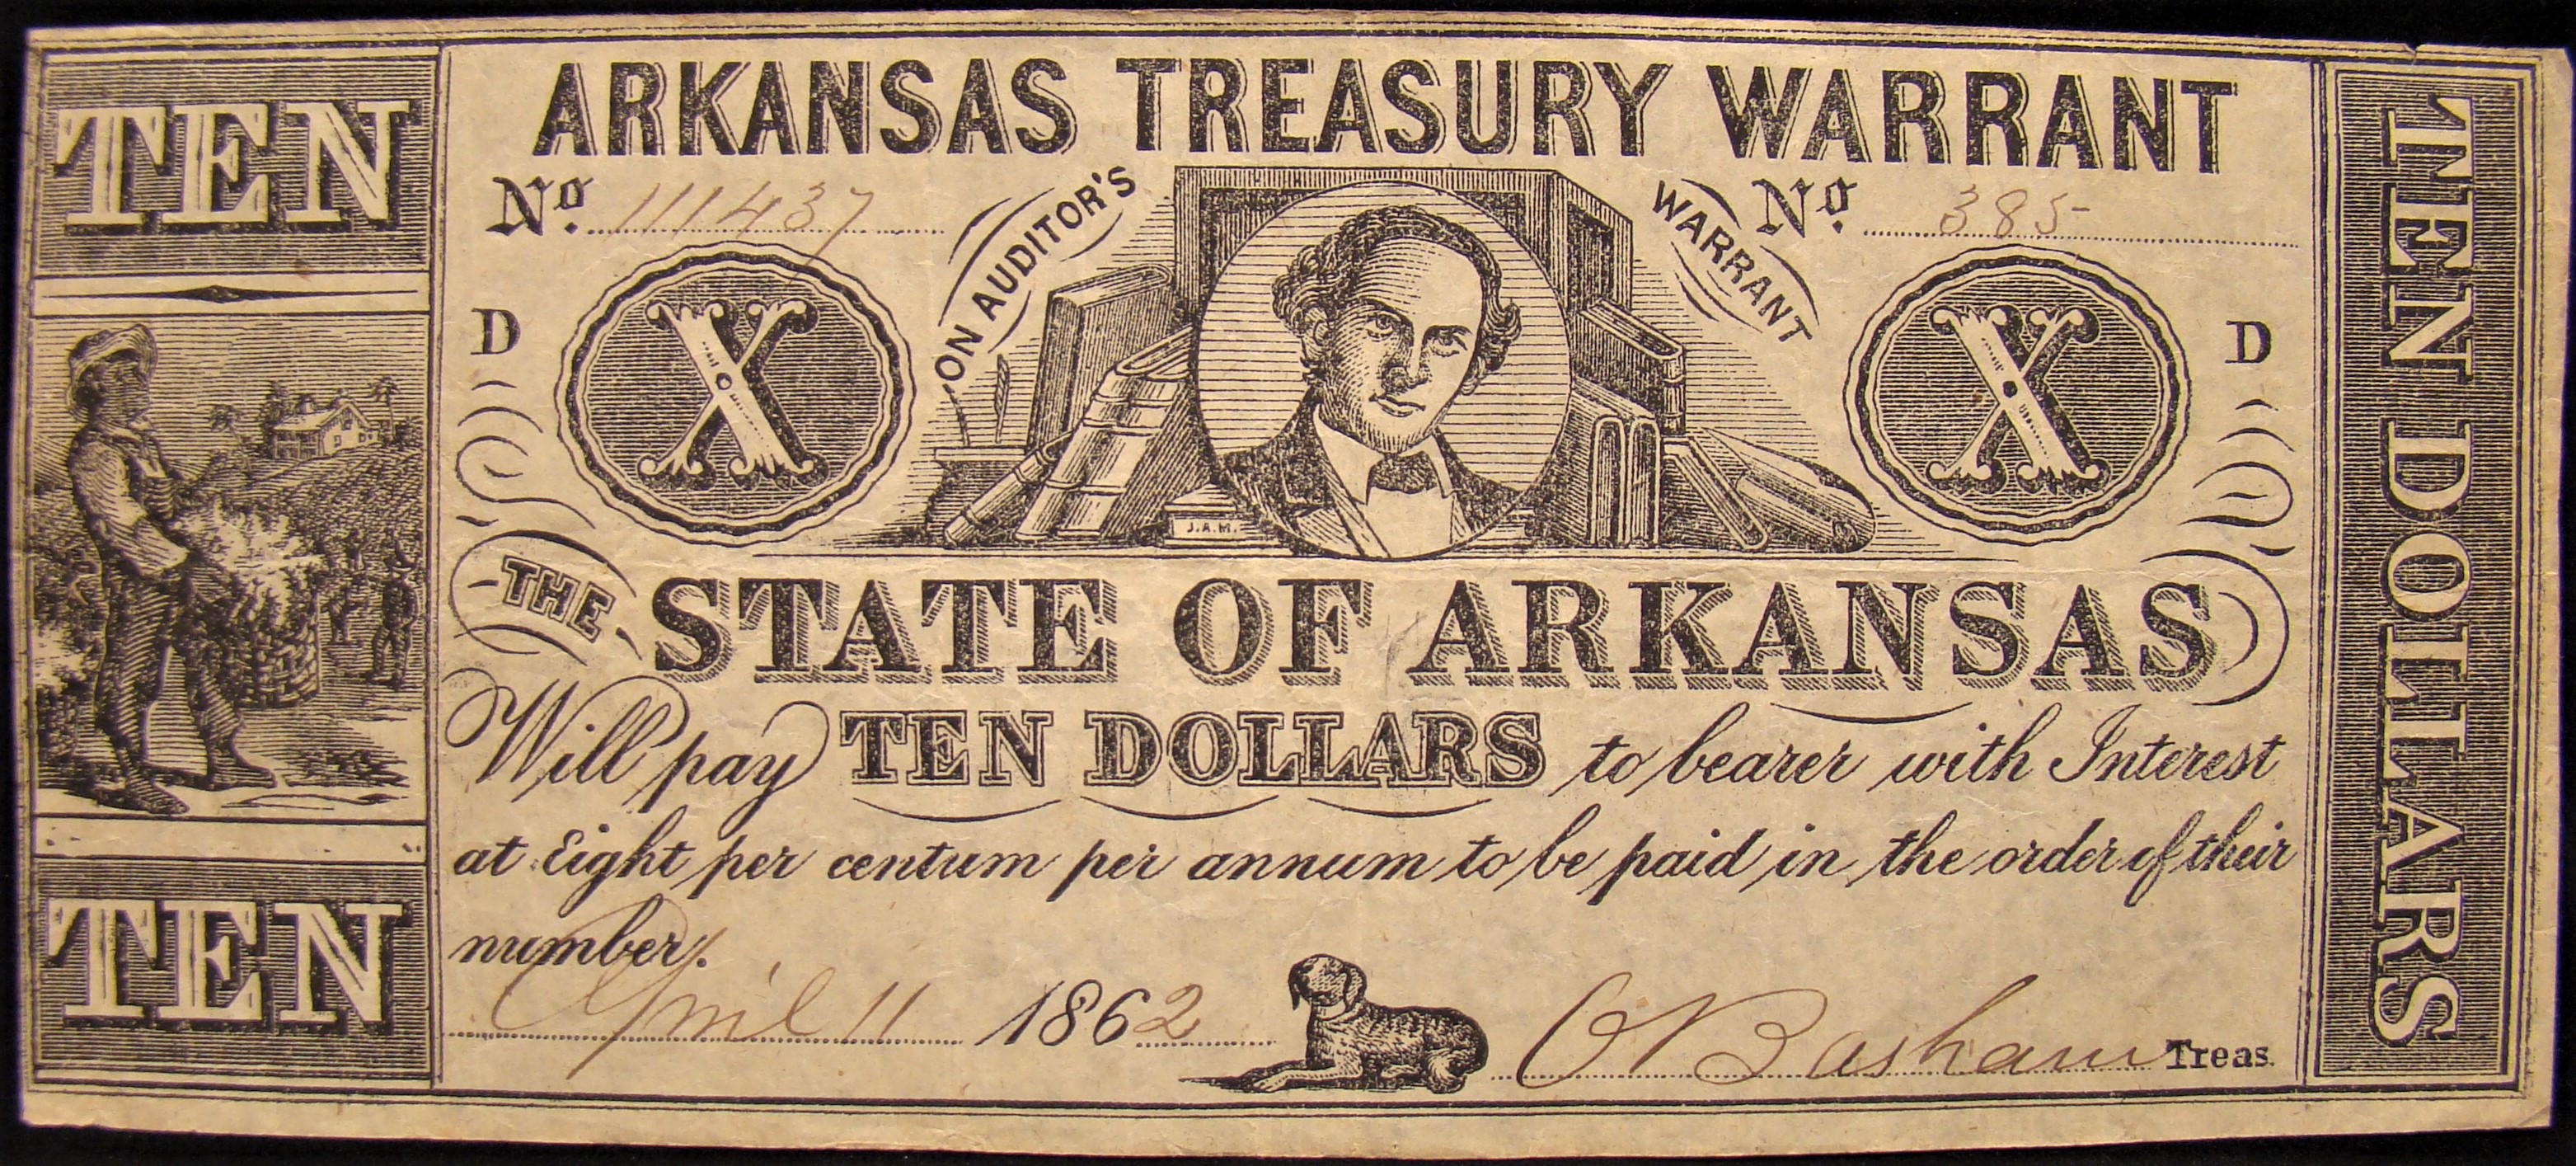 TEN
TEN
ARKANSAS TREASURY WARRANT
No. 111437
ON AUDITOR'S
WARRANT
No. 385
D
X
X
D
J.A.M.
THE
STATE OF ARKANSAS
Will pay TEN DOLLARS to bearer with Interest
at Eight per centum per annum to be paid in the order of their
number.
April 11 1862
O Basham Treas.
TEN DOLLARS